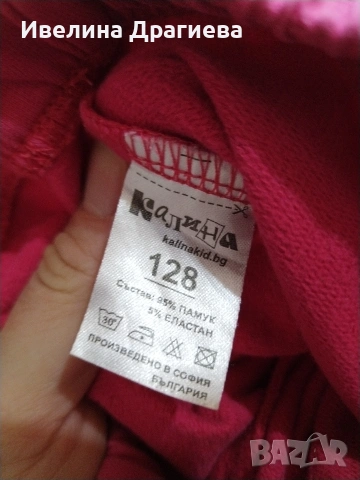 Ивелина Драгиева
Калина
kalinakid.bg
128
Състав: 95% ПАМУК
5% ЕЛАСТАН
30°
ПРОИЗВЕДЕНО В СОФИЯ
БЪЛГАРИЯ
BAZAR